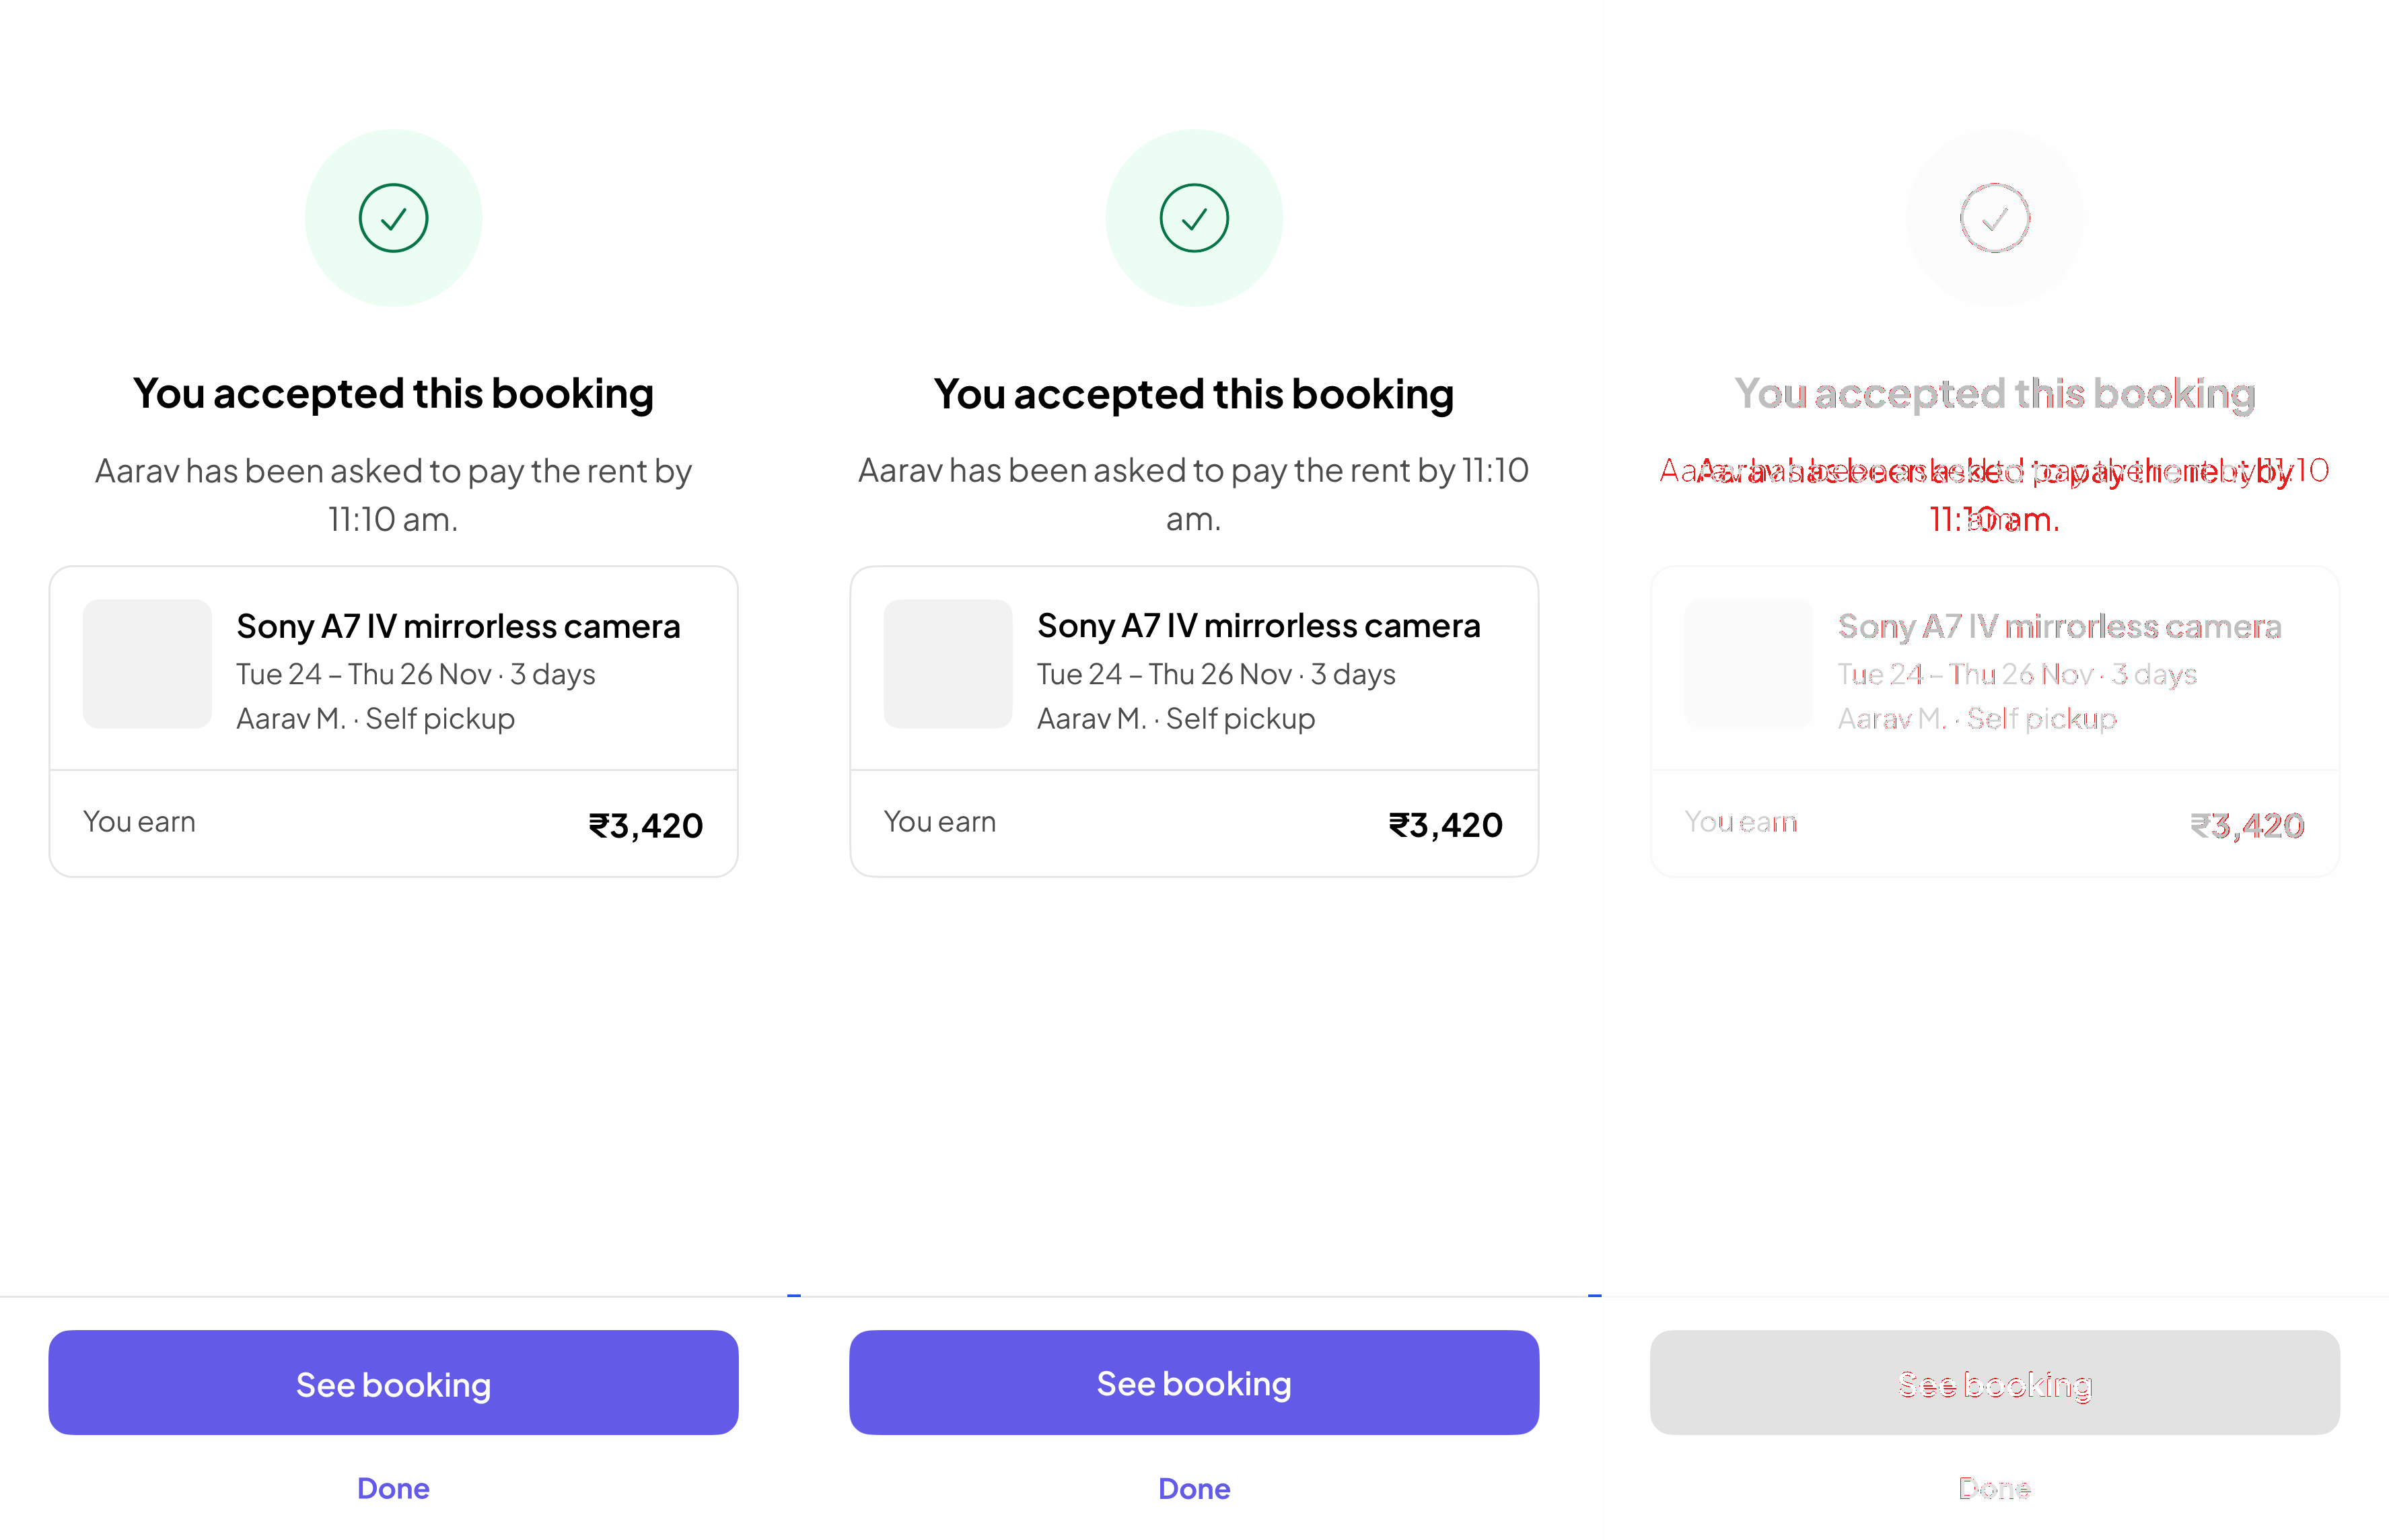 You accepted this booking
Aarav has been asked to pay the rent by
11:10 am.
Sony A7 IV mirrorless camera
Tue 24 – Thu 26 Nov · 3 days
Aarav M. · Self pickup
You earn
₹3,420
See booking
Done
You accepted this booking
Aarav has been asked to pay the rent by 11:10
am.
Sony A7 IV mirrorless camera
Tue 24 – Thu 26 Nov · 3 days
Aarav M. · Self pickup
You earn
₹3,420
See booking
Done
You accepted this booking
11:10 am.
Sony A7 IV mirrorless camera
Tue 24 – Thu 26 Nov · 3 days
Aarav M. · Self pickup
You earn
₹3,420
See booking
Done